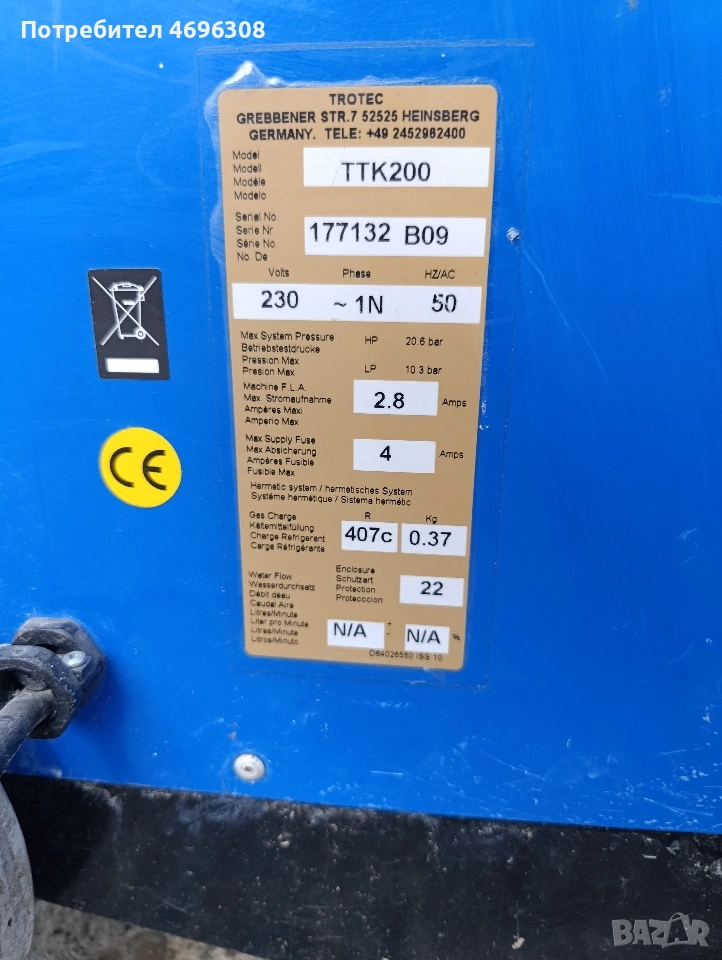 Потребител 4696308
TROTEC
GREBBENER STR.7 52525 HEINSBERG
GERMANY. TELE: +49 2452962400
Model
Modell
Modèle
Modelo
TTK200
Serial No.
Serie Nr.
Série No.
No. De
177132 B09
Volts Phase HZ/AC
230 ~ 1N 50
Max System Pressure
Betriebstestdrucke
Pression Max
Presion Max
HP 20.6 bar
LP 10.3 bar
Machine F.L.A.
Max. Stromaufnahme
Ampères Maxi
Amperio Max
2.8 Amps
Max Supply Fuse
Max Absicherung
Ampères Fusible
Fusible Max
4 Amps
Hermetic system / hermetisches System
Système hermétique / Sistema hermétic
Gas Charge
Kältemittelfüllung
Charge Refrigerant
Carga Refrigérante
R Kg
407c 0.37
Water Flow
Wasserdurchsatz
Débit deau
Caudal Aire
Litres/Minute
Liter pro Minute
Litres/Minute
Litros/Minuto
Enclosure
Schutzart
Protection
Proteccion
22
N/A + - N/A %
D84026550 ISS 10
CE
BAZAR